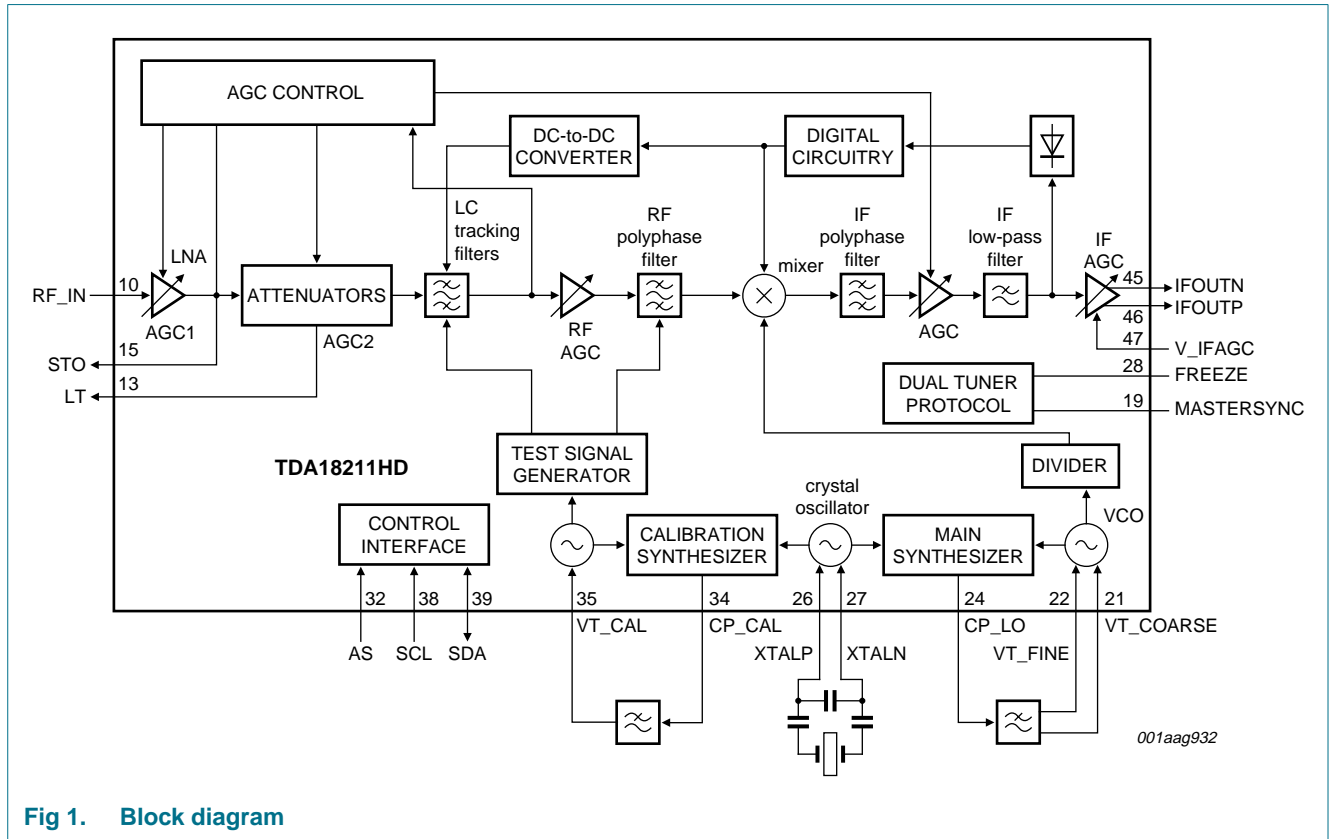 AGC CONTROL
DC-to-DC
CONVERTER
DIGITAL
CIRCUITRY
LC
tracking
filters
RF
polyphase
filter
IF
polyphase
filter
IF
low-pass
filter
IF
AGC
LNA
mixer
RF_IN
10
ATTENUATORS
AGC1
AGC2
RF
AGC
AGC
45
IFOUTN
IFOUTP
46
47
V_IFAGC
STO
15
LT
13
28
FREEZE
DUAL TUNER
PROTOCOL
19
MASTERSYNC
TDA18211HD
TEST SIGNAL
GENERATOR
DIVIDER
crystal
oscillator
VCO
CONTROL
INTERFACE
CALIBRATION
SYNTHESIZER
MAIN
SYNTHESIZER
32
38
39
35
34
26
27
24
22
21
VT_CAL
CP_CAL
CP_LO
VT_COARSE
AS
SCL
SDA
XTALP
XTALN
VT_FINE
001aag932
Fig 1. Block diagram